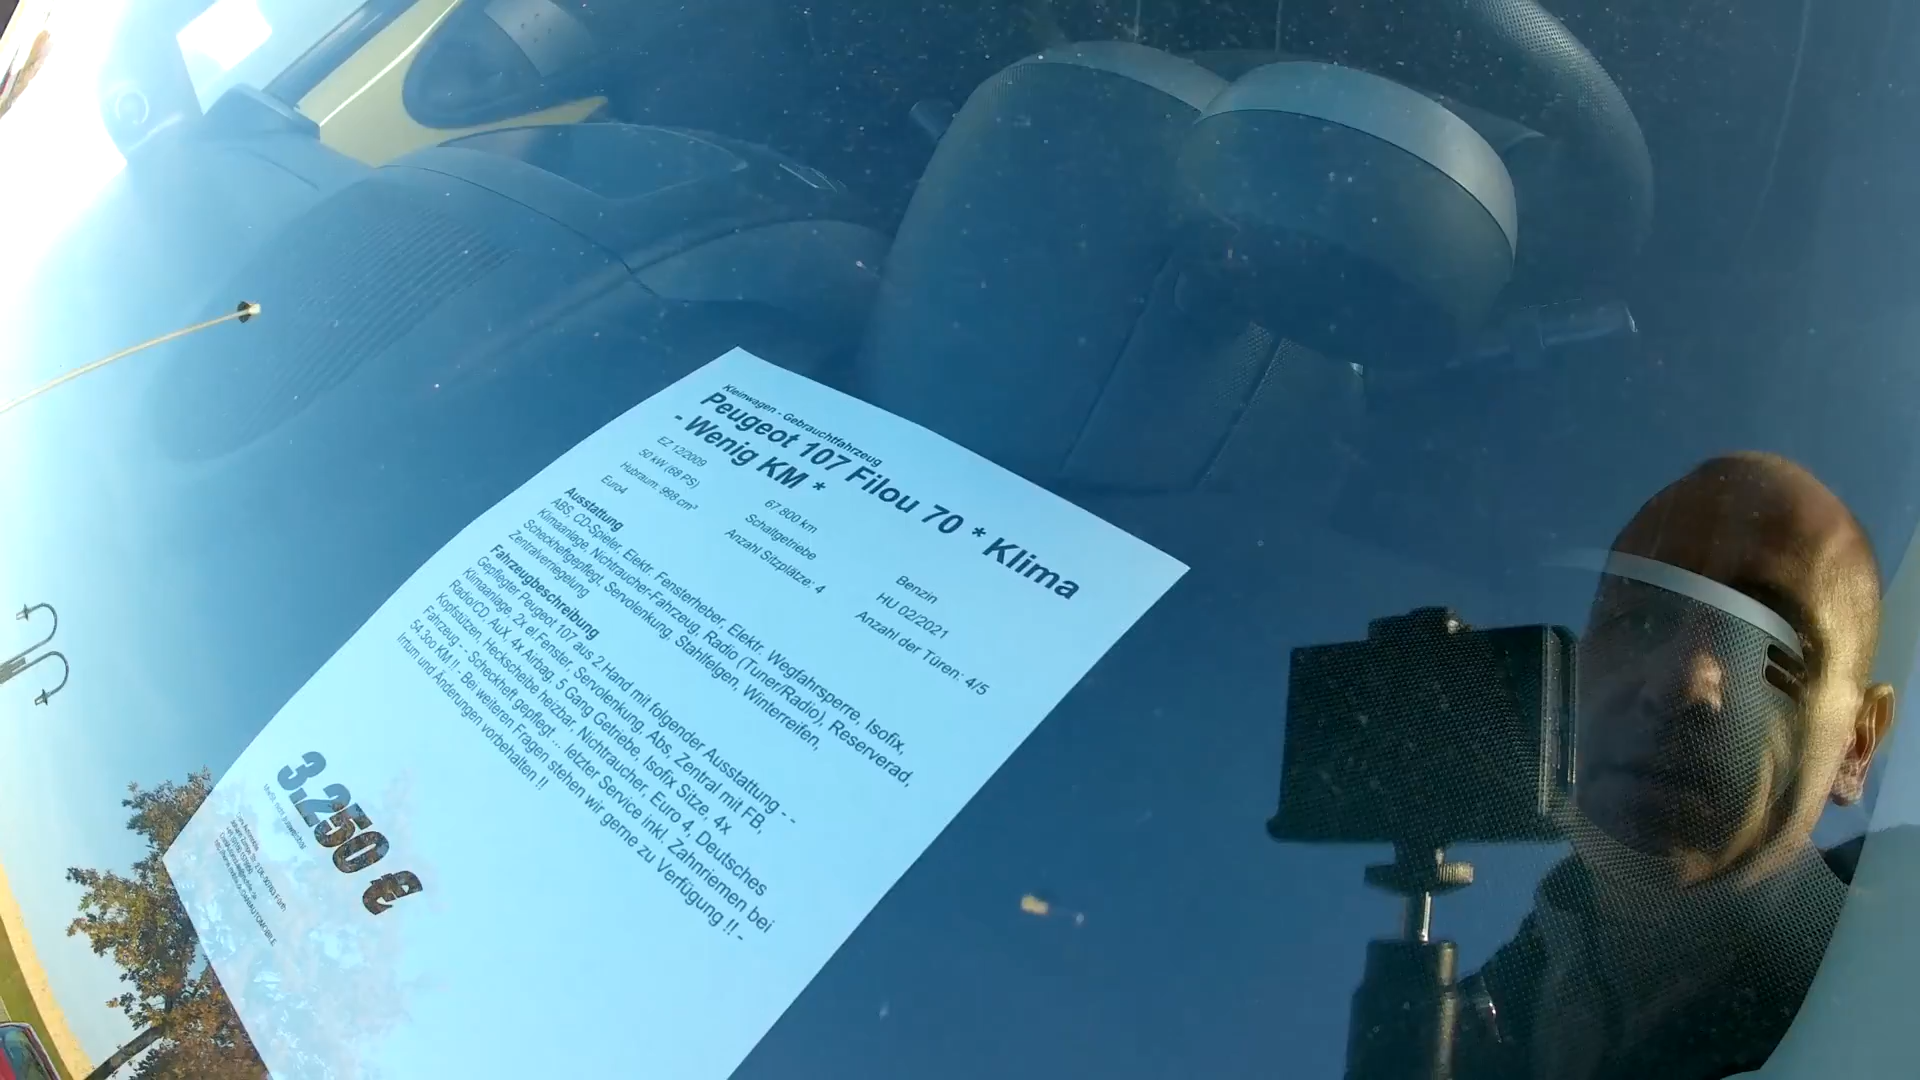 Kleinwagen - Gebrauchtfahrzeug
Peugeot 107 Filou 70 * Klima
- Wenig KM *
EZ 12/2009
67.800 km
Benzin
50 kW (68 PS)
Schaltgetriebe
HU 02/2021
Hubraum: 998 cm³
Anzahl Sitzplätze: 4
Anzahl der Türen: 4/5
Euro4
Ausstattung
ABS, CD-Spieler, Elektr. Fensterheber, Elektr. Wegfahrsperre, Isofix,
Klimaanlage, Nichtraucher-Fahrzeug, Radio (Tuner/Radio), Reserverad,
Scheckheftgepflegt, Servolenkung, Stahlfelgen, Winterreifen,
Zentralverriegelung
Fahrzeugbeschreibung
Gepflegter Peugeot 107 aus 2.Hand mit folgender Ausstattung - -
Klimeanlage, 2x el.Fenster, Servolenkung, Abs, Zentral mit FB,
Radio/CD, AuX, 4x Airbag, 5 Gang Getriebe, Isofix Sitze, 4x
Kopfstützen, Heckscheibe heizbar, Nichtraucher, Euro 4, Deutsches
Fahrzeug - - Scheckheft gepflegt ... letzter Service inkl. Zahnriemen bei
54.3oo KM !! - Bei weiteren Fragen stehen wir gerne zu Verfügung !! -
Irrtum und Änderungen vorbehalten !!
3.250 €
MwSt. nicht ausweisbar